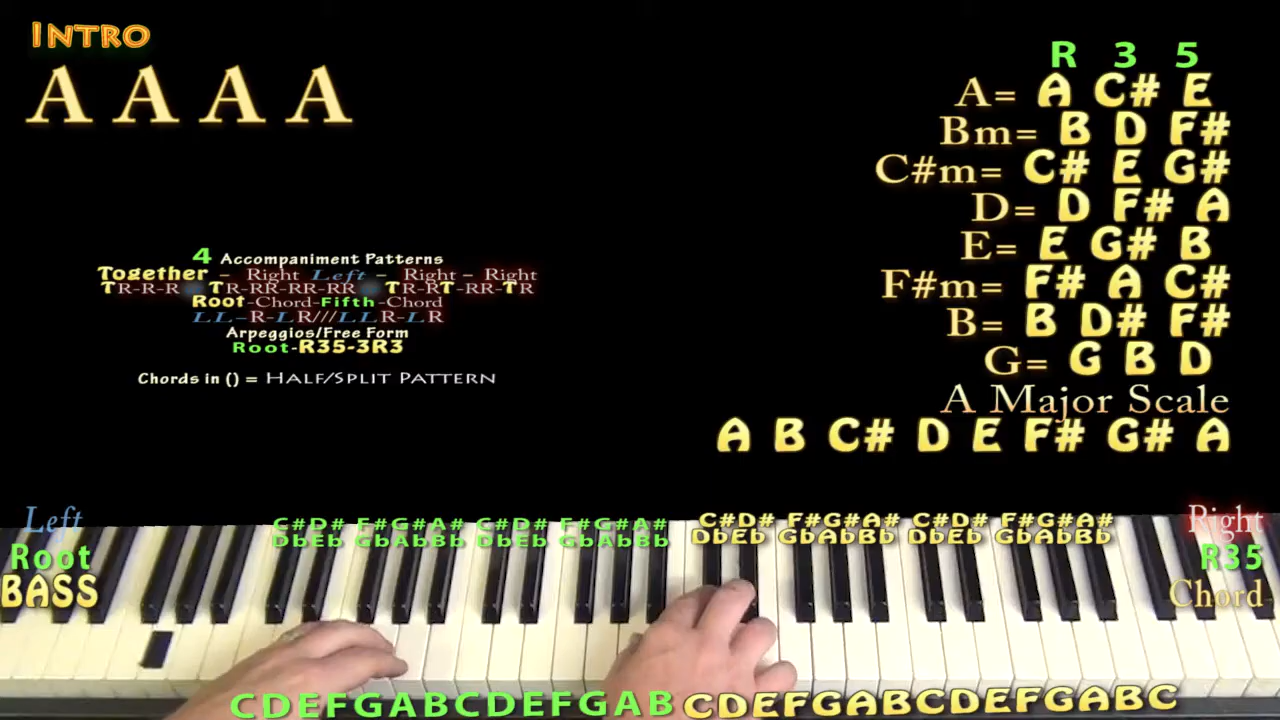 INTRO
A A A A
R 3 5
A= A C# E
Bm= B D F#
C#m= C# E G#
D= D F# A
E= E G# B
F#m= F# A C#
B= B D# F#
G= G B D
A Major Scale
A B C# D E F# G# A
4 Accompaniment Patterns
Together - Right Left - Right - Right
TR-R-R TR-RR-RR-RR TR-RT-RR-TR
Root-Chord-Fifth-Chord
LL-R-LR///LLR-LR
Arpeggios/Free Form
Root-R35-3R3
Chords in () = HALF/SPLIT PATTERN
Left
Root
BASS
C#D# F#G#A# C#D# F#G#A# C#D# F#G#A# C#D# F#G#A#
DbEb GbAbBb DbEb GbAbBb DbEb GbAbBb DbEb GbAbBb
Right
R35
Chord
CDEFGABCDEFGAB CDEFGABCDEFGABC